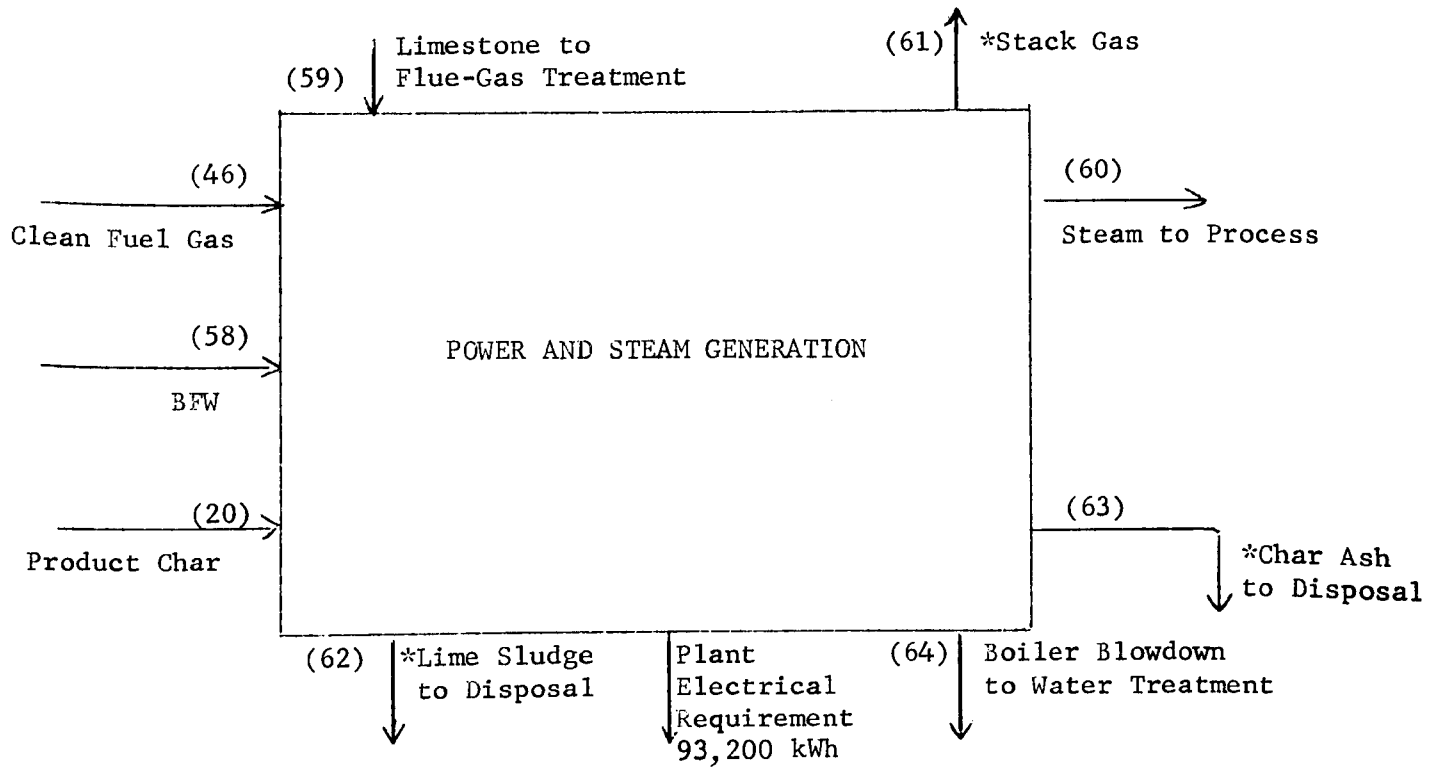 (59)
Limestone to
Flue-Gas Treatment
(61)
*Stack Gas
(46)
Clean Fuel Gas
(60)
Steam to Process
(58)
BFW
POWER AND STEAM GENERATION
(20)
Product Char
(63)
*Char Ash
to Disposal
(62)
*Lime Sludge
to Disposal
Plant
Electrical
Requirement
93,200 kWh
(64)
Boiler Blowdown
to Water Treatment